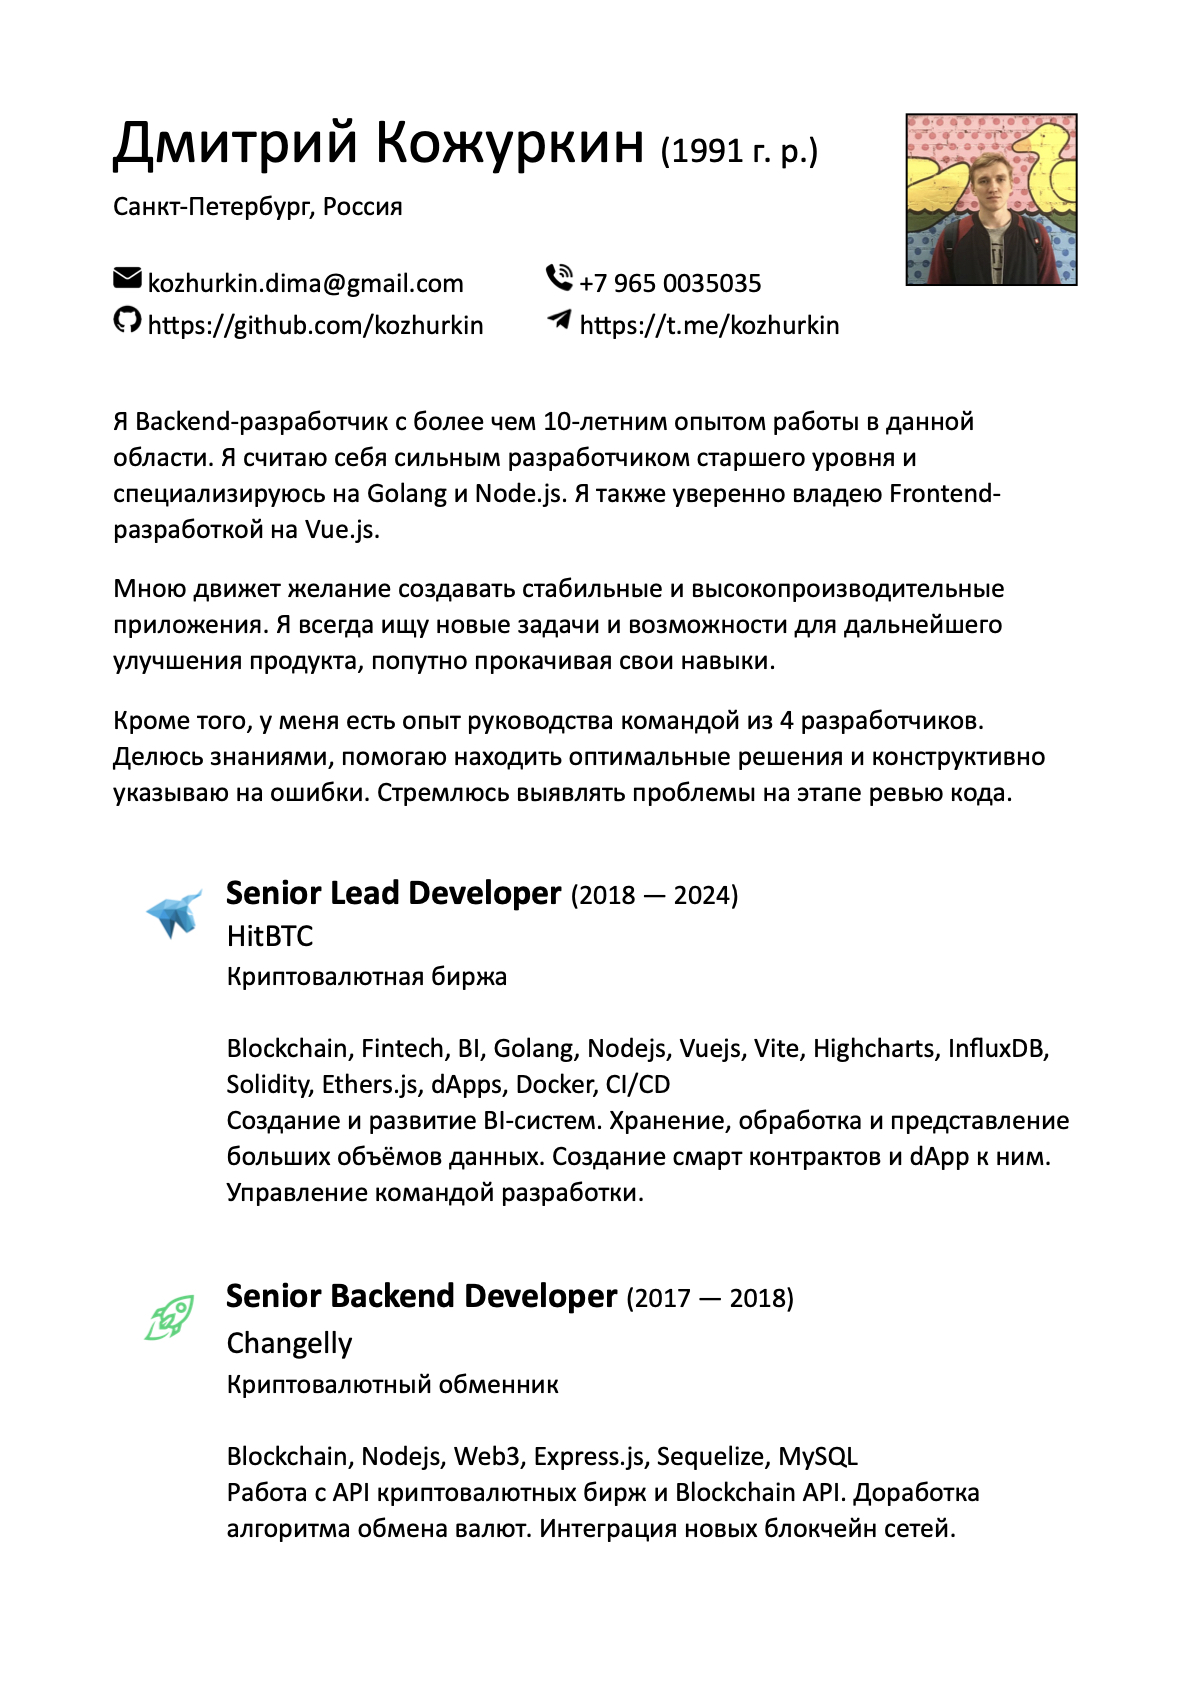 Дмитрий Кожуркин (1991 г. р.)
Санкт-Петербург, Россия
kozhurkin.dima@gmail.com
+7 965 0035035
https://github.com/kozhurkin
https://t.me/kozhurkin
Я Backend-разработчик с более чем 10-летним опытом работы в данной
области. Я считаю себя сильным разработчиком старшего уровня и
специализируюсь на Golang и Node.js. Я также уверенно владею Frontend-
разработкой на Vue.js.
Мною движет желание создавать стабильные и высокопроизводительные
приложения. Я всегда ищу новые задачи и возможности для дальнейшего
улучшения продукта, попутно прокачивая свои навыки.
Кроме того, у меня есть опыт руководства командой из 4 разработчиков.
Делюсь знаниями, помогаю находить оптимальные решения и конструктивно
указываю на ошибки. Стремлюсь выявлять проблемы на этапе ревью кода.
Senior Lead Developer (2018 — 2024)
HitBTC
Криптовалютная биржа
Blockchain, Fintech, BI, Golang, Nodejs, Vuejs, Vite, Highcharts, InfluxDB,
Solidity, Ethers.js, dApps, Docker, CI/CD
Создание и развитие BI-систем. Хранение, обработка и представление
больших объёмов данных. Создание смарт контрактов и dApp к ним.
Управление командой разработки.
Senior Backend Developer (2017 — 2018)
Changelly
Криптовалютный обменник
Blockchain, Nodejs, Web3, Express.js, Sequelize, MySQL
Работа с API криптовалютных бирж и Blockchain API. Доработка
алгоритма обмена валют. Интеграция новых блокчейн сетей.